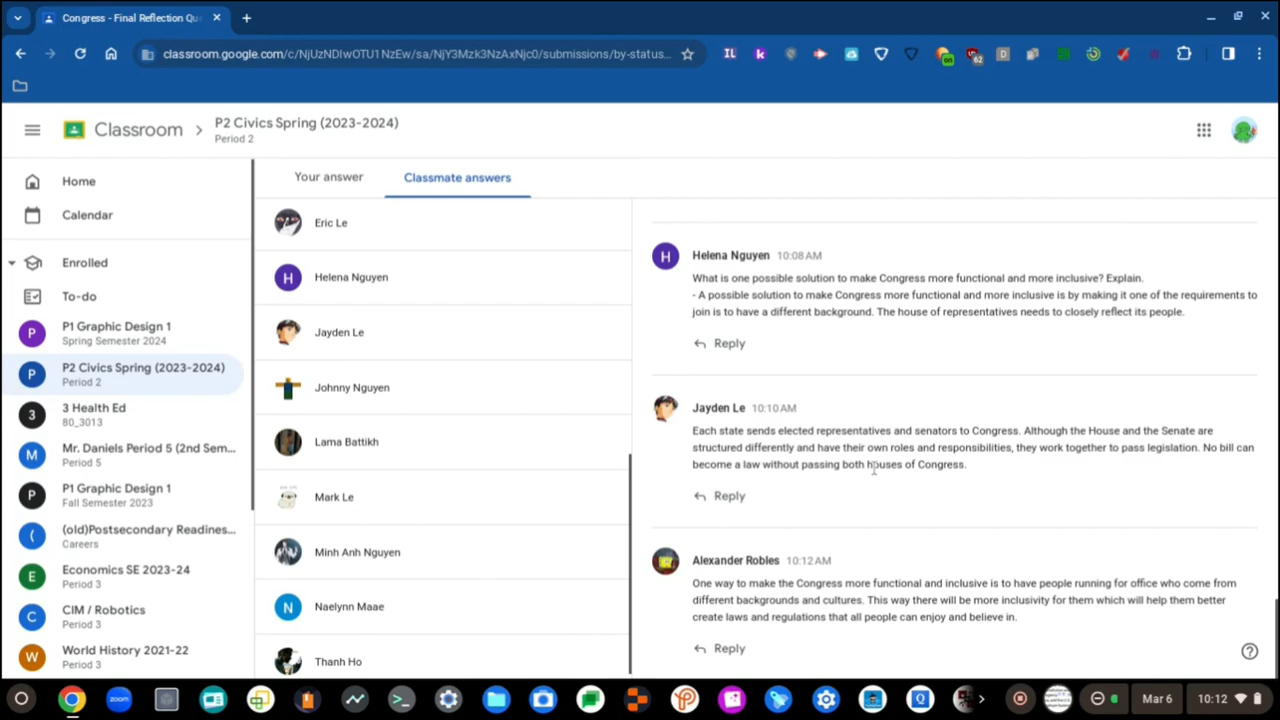 Congress - Final Reflection Qu
classroom.google.com/c/NjUzNDIwOTU1NzEw/sa/NjY3Mzk3NzAxNjc0/submissions/by-status...
on
62
Classroom
P2 Civics Spring (2023-2024)
Period 2
Home
Calendar
Enrolled
To-do
P
P1 Graphic Design 1
Spring Semester 2024
P
P2 Civics Spring (2023-2024)
Period 2
3
3 Health Ed
80_3013
M
Mr. Daniels Period 5 (2nd Sem...
Period 5
P
P1 Graphic Design 1
Fall Semester 2023
(
(old)Postsecondary Readines...
Careers
E
Economics SE 2023-24
Period 3
C
CIM / Robotics
Period 3
W
World History 2021-22
Period 3
Your answer
Classmate answers
Eric Le
H
Helena Nguyen
Jayden Le
Johnny Nguyen
Lama Battikh
Mark Le
Minh Anh Nguyen
N
Naelynn Maae
Thanh Ho
H
Helena Nguyen 10:08 AM
What is one possible solution to make Congress more functional and more inclusive? Explain.
- A possible solution to make Congress more functional and more inclusive is by making it one of the requirements to
join is to have a different background. The house of representatives needs to closely reflect its people.
Reply
Jayden Le 10:10 AM
Each state sends elected representatives and senators to Congress. Although the House and the Senate are
structured differently and have their own roles and responsibilities, they work together to pass legislation. No bill can
become a law without passing both houses of Congress.
Reply
Alexander Robles 10:12 AM
One way to make the Congress more functional and inclusive is to have people running for office who come from
different backgrounds and cultures. This way there will be more inclusivity for them which will help them better
create laws and regulations that all people can enjoy and believe in.
Reply
zoom
Mar 6
10:12